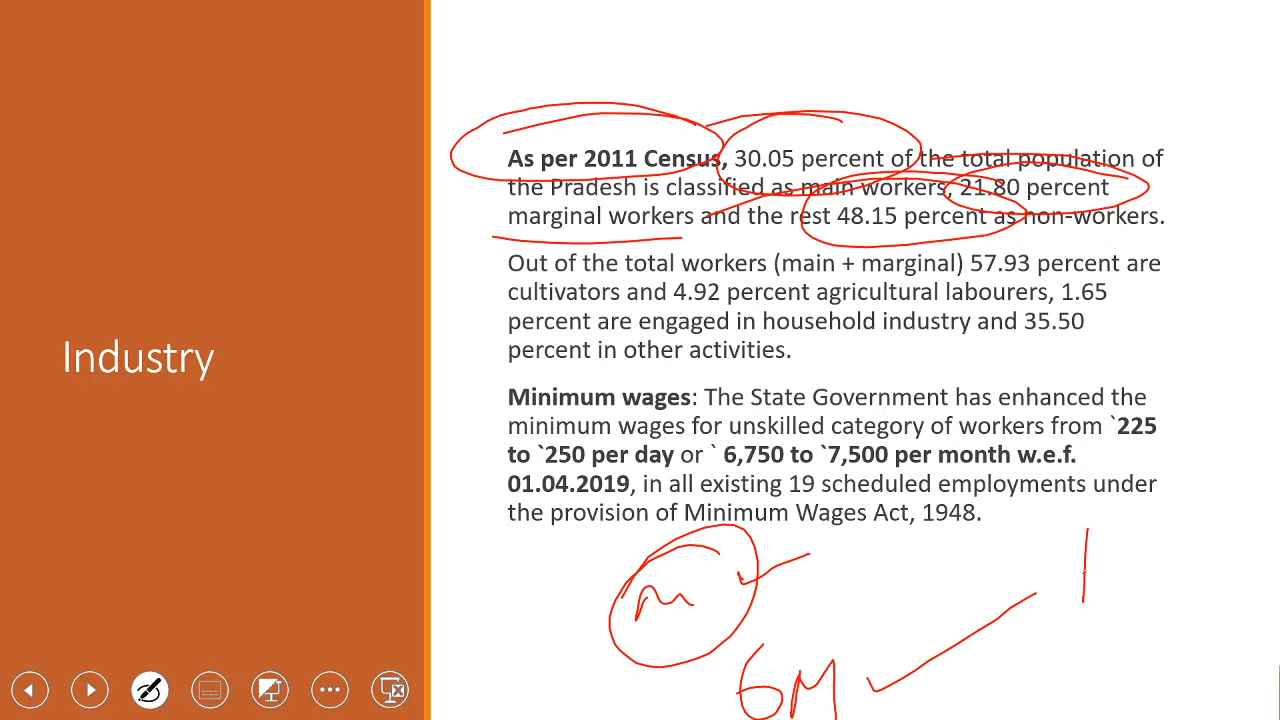 Industry
As per 2011 Census, 30.05 percent of the total population of
the Pradesh is classified as main workers, 21.80 percent
marginal workers and the rest 48.15 percent as non-workers.
Out of the total workers (main + marginal) 57.93 percent are
cultivators and 4.92 percent agricultural labourers, 1.65
percent are engaged in household industry and 35.50
percent in other activities.
Minimum wages: The State Government has enhanced the
minimum wages for unskilled category of workers from `225
to `250 per day or ` 6,750 to `7,500 per month w.e.f.
01.04.2019, in all existing 19 scheduled employments under
the provision of Minimum Wages Act, 1948.
m
6M